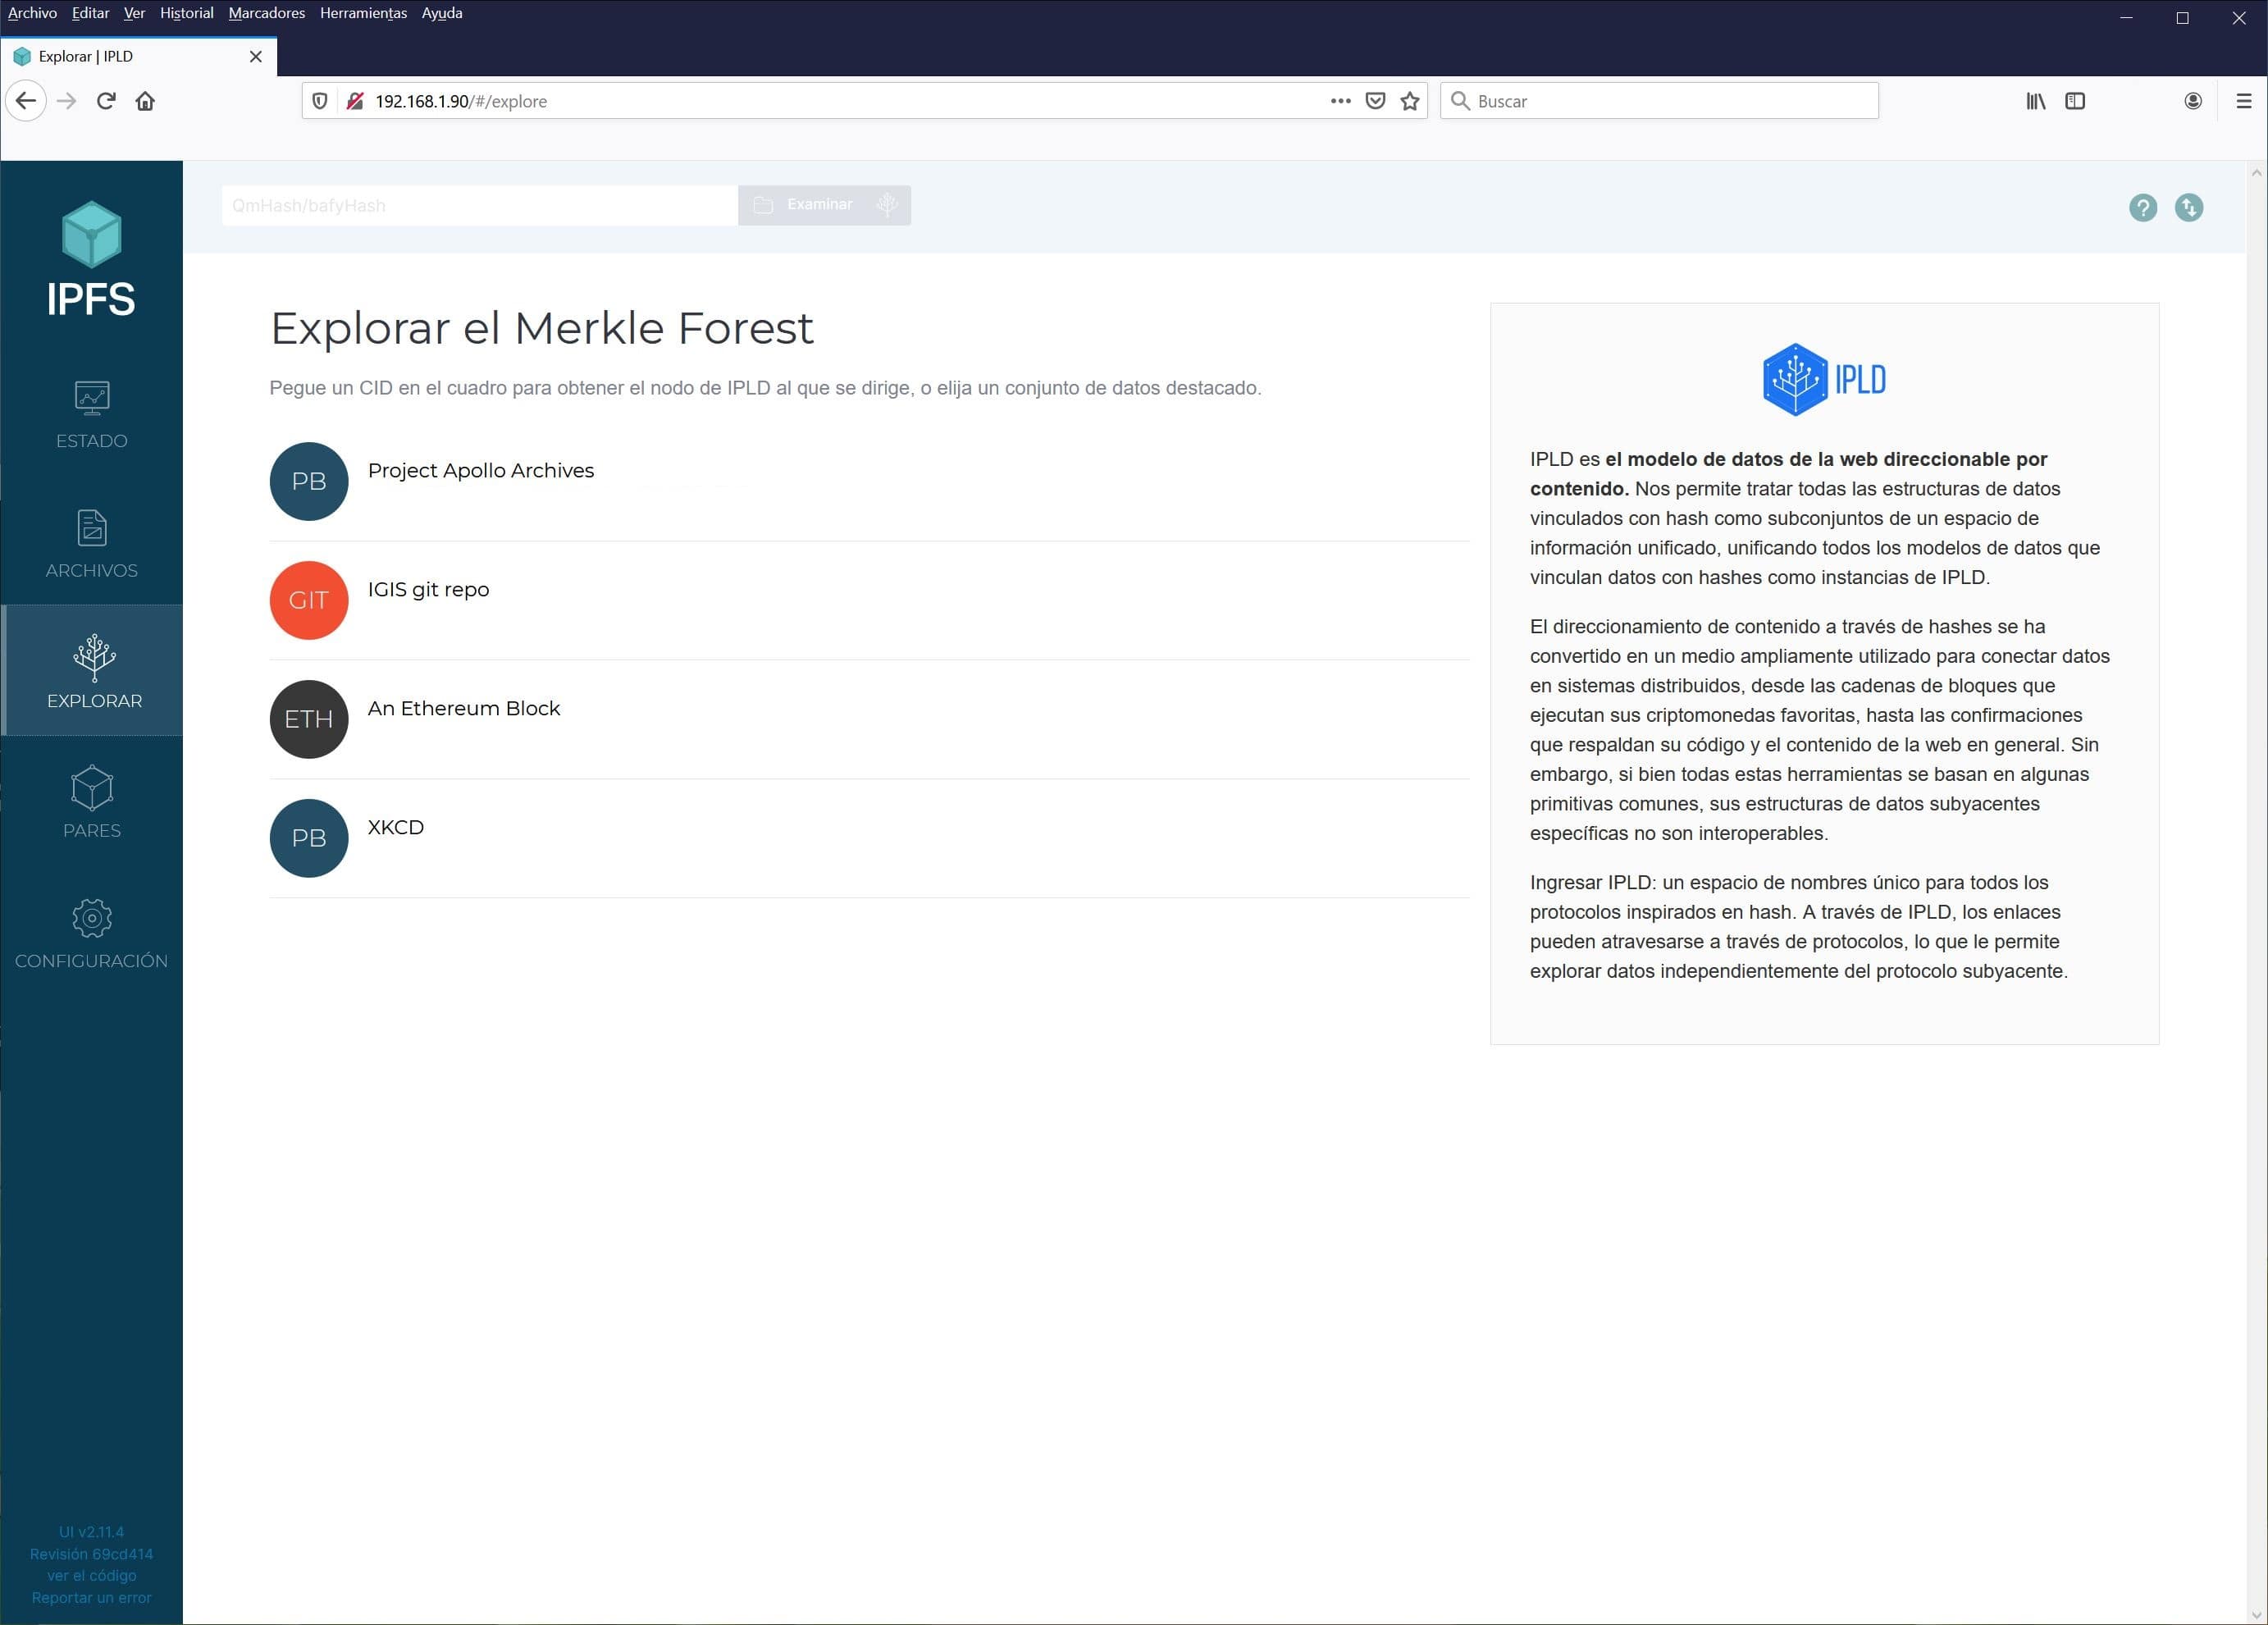 Archivo Editar Ver Historial Marcadores Herramientas Ayuda
Explorar | IPLD
192.168.1.90/#/explore
Buscar
QmHash/bafyHash
Examinar
IPFS
ESTADO
ARCHIVOS
EXPLORAR
PARES
CONFIGURACIÓN
UI v2.11.4
Revisión 69cd414
ver el código
Reportar un error
Explorar el Merkle Forest
Pegue un CID en el cuadro para obtener el nodo de IPLD al que se dirige, o elija un conjunto de datos destacado.
PB Project Apollo Archives
GIT IGIS git repo
ETH An Ethereum Block
PB XKCD
IPLD
IPLD es el modelo de datos de la web direccionable por
contenido. Nos permite tratar todas las estructuras de datos
vinculados con hash como subconjuntos de un espacio de
información unificado, unificando todos los modelos de datos que
vinculan datos con hashes como instancias de IPLD.
El direccionamiento de contenido a través de hashes se ha
convertido en un medio ampliamente utilizado para conectar datos
en sistemas distribuidos, desde las cadenas de bloques que
ejecutan sus criptomonedas favoritas, hasta las confirmaciones
que respaldan su código y el contenido de la web en general. Sin
embargo, si bien todas estas herramientas se basan en algunas
primitivas comunes, sus estructuras de datos subyacentes
específicas no son interoperables.
Ingresar IPLD: un espacio de nombres único para todos los
protocolos inspirados en hash. A través de IPLD, los enlaces
pueden atravesarse a través de protocolos, lo que le permite
explorar datos independientemente del protocolo subyacente.